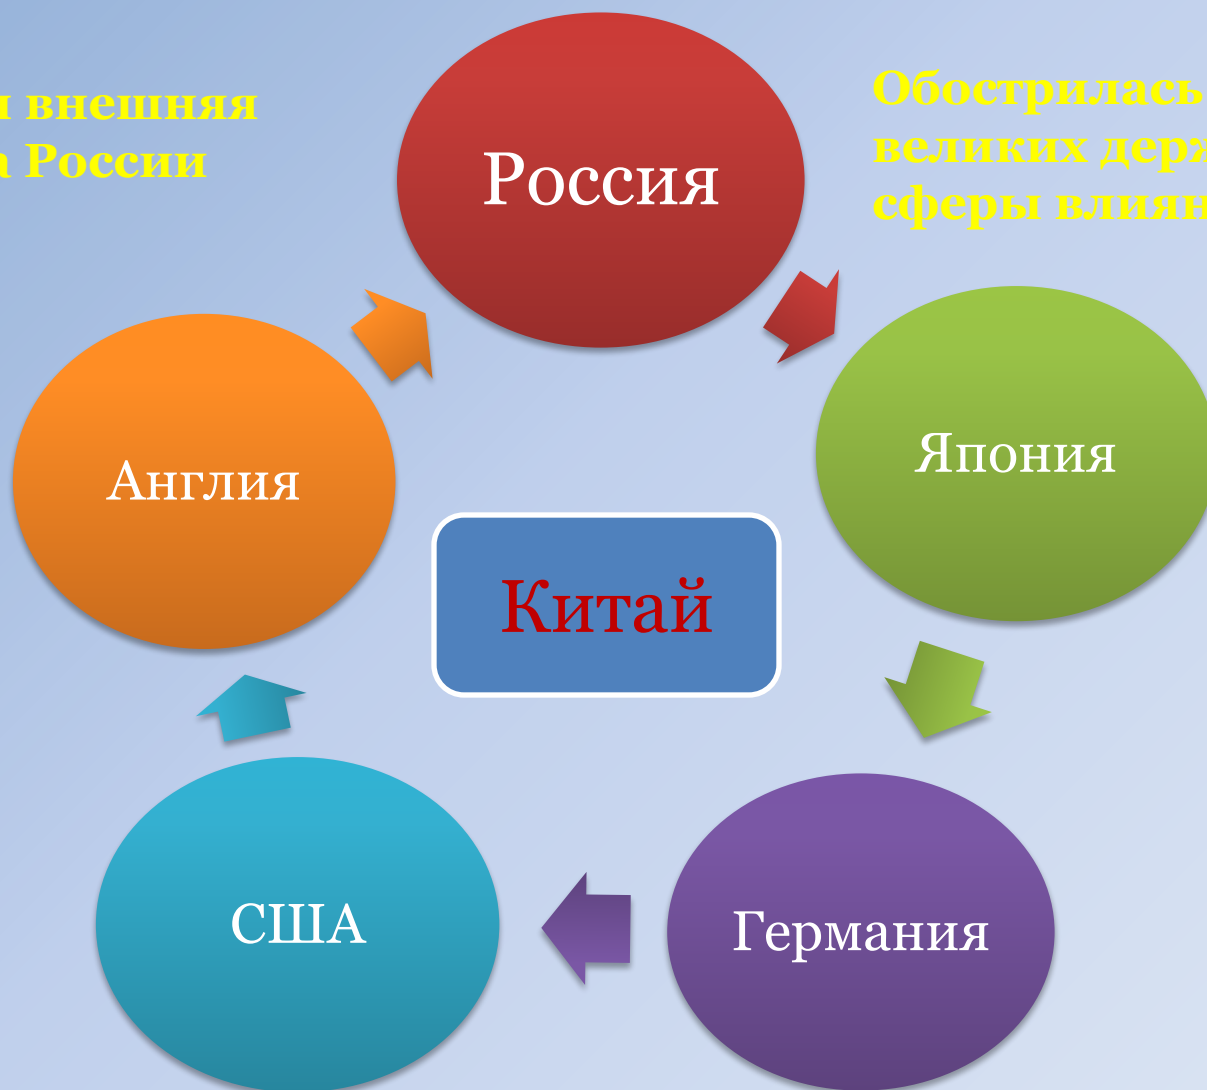 внешняя
России
Обострилась
великих
сферы
Россия
Япония
Англия
Китай
США
Германия